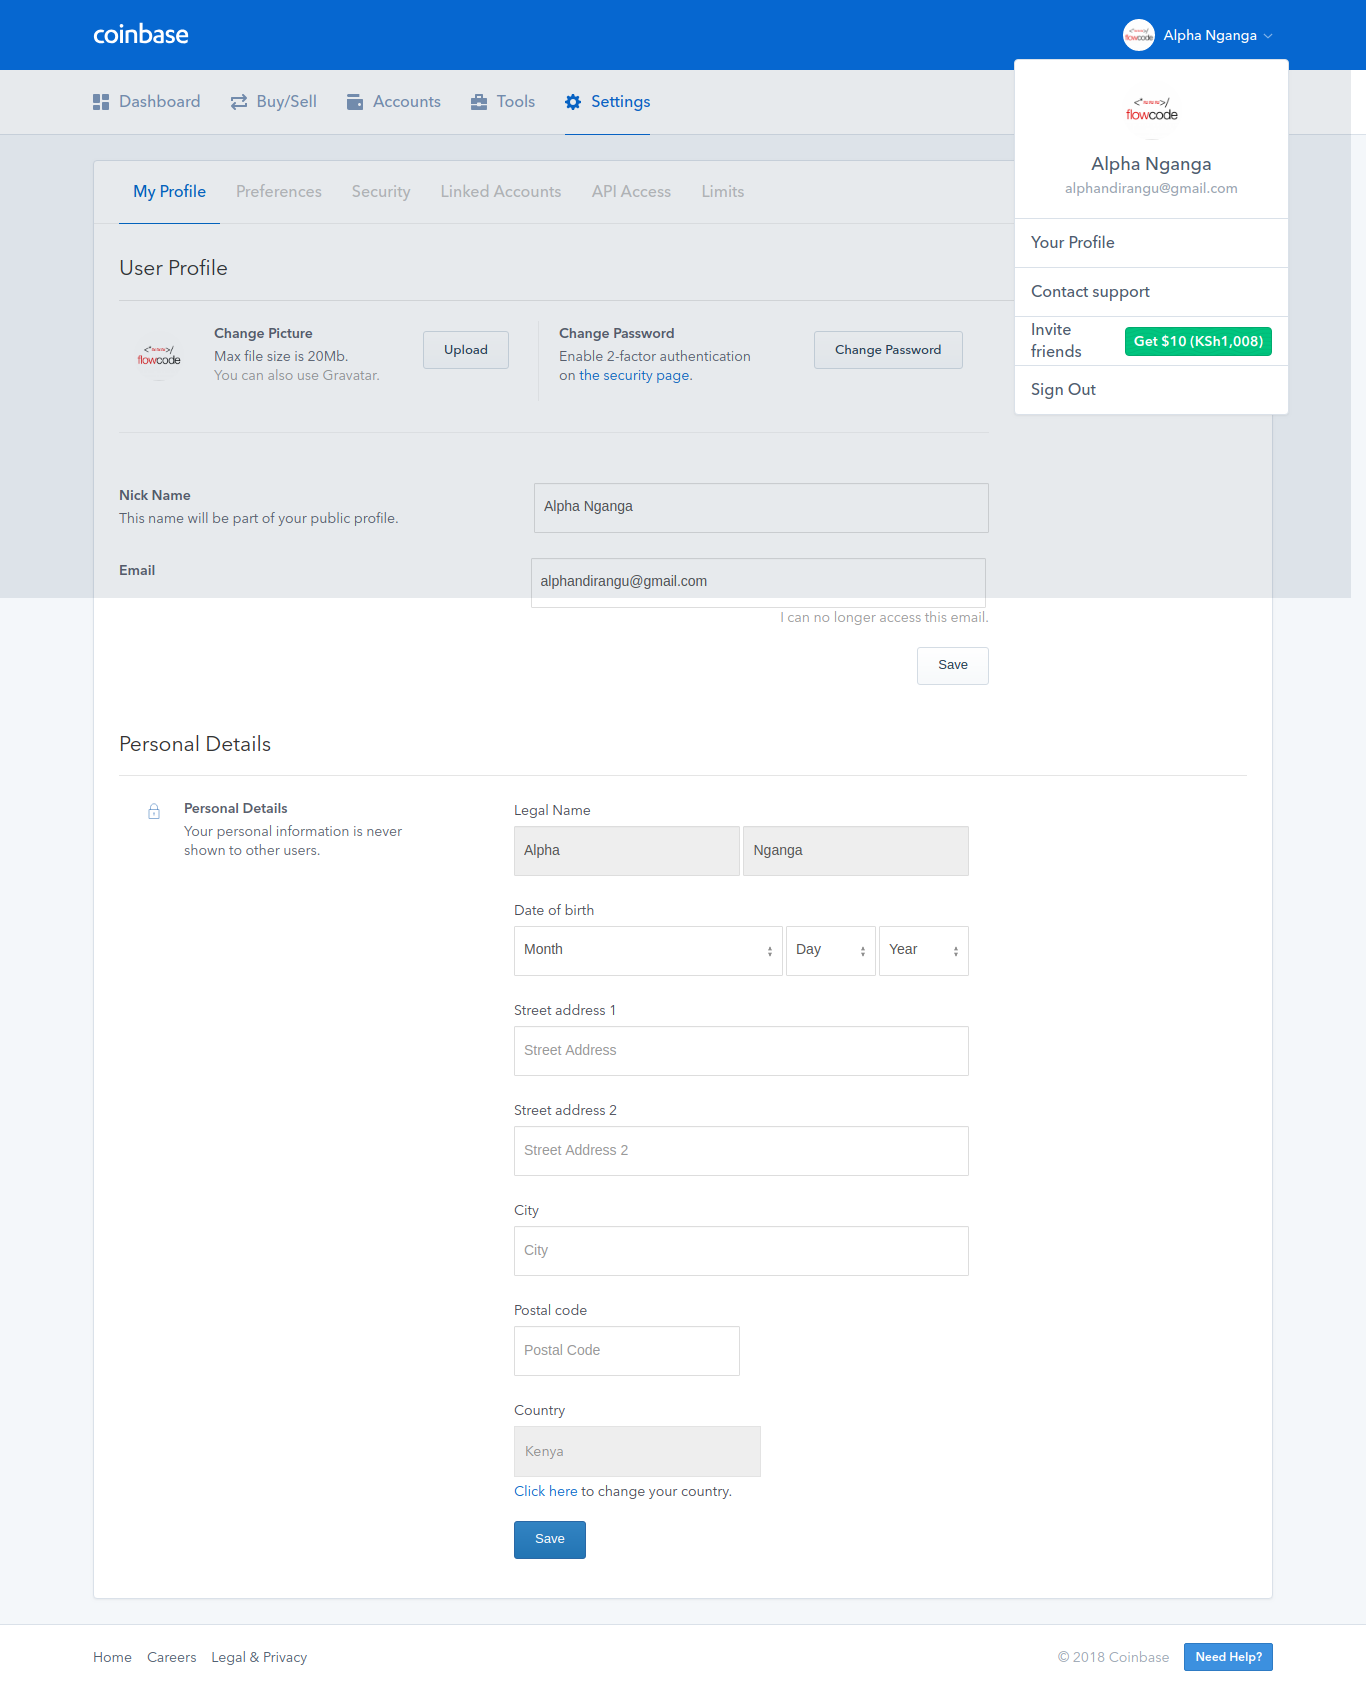 coinbase
Alpha Nganga
Dashboard
Buy/Sell
Accounts
Tools
Settings
flowcode
Alpha Nganga
alphandirangu@gmail.com
Your Profile
Contact support
Invite friends
Get $10 (KSh1,008)
Sign Out
My Profile
Preferences
Security
Linked Accounts
API Access
Limits
User Profile
flowcode
Change Picture
Max file size is 20Mb.
You can also use Gravatar.
Upload
Change Password
Enable 2-factor authentication
on the security page.
Change Password
Nick Name
This name will be part of your public profile.
Alpha Nganga
Email
alphandirangu@gmail.com
I can no longer access this email.
Save
Personal Details
Personal Details
Your personal information is never
shown to other users.
Legal Name
Alpha
Nganga
Date of birth
Month
Day
Year
Street address 1
Street Address
Street address 2
Street Address 2
City
City
Postal code
Postal Code
Country
Kenya
Click here to change your country.
Save
Home
Careers
Legal & Privacy
© 2018 Coinbase
Need Help?